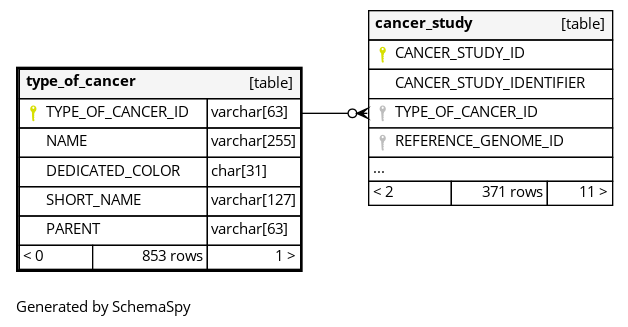 cancer_study [table]
CANCER_STUDY_ID
CANCER_STUDY_IDENTIFIER
TYPE_OF_CANCER_ID
REFERENCE_GENOME_ID
...
< 2 371 rows 11 >
type_of_cancer [table]
TYPE_OF_CANCER_ID varchar[63]
NAME varchar[255]
DEDICATED_COLOR char[31]
SHORT_NAME varchar[127]
PARENT varchar[63]
< 0 853 rows 1 >
Generated by SchemaSpy